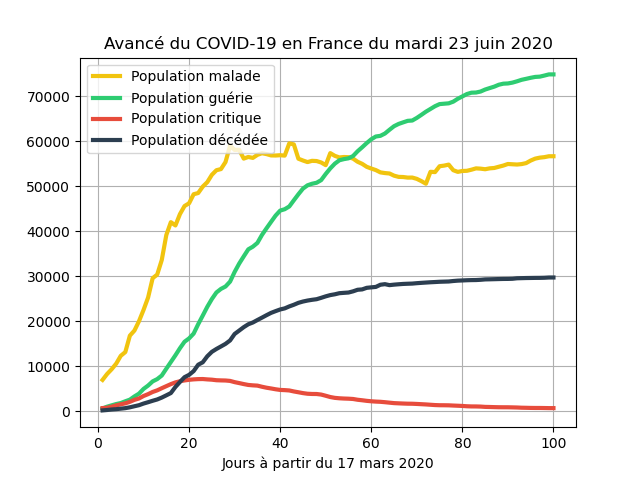 Avancé du COVID-19 en France du mardi 23 juin 2020
Population malade
Population guérie
Population critique
Population décédée
70000
60000
50000
40000
30000
20000
10000
0
0 20 40 60 80 100
Jours à partir du 17 mars 2020